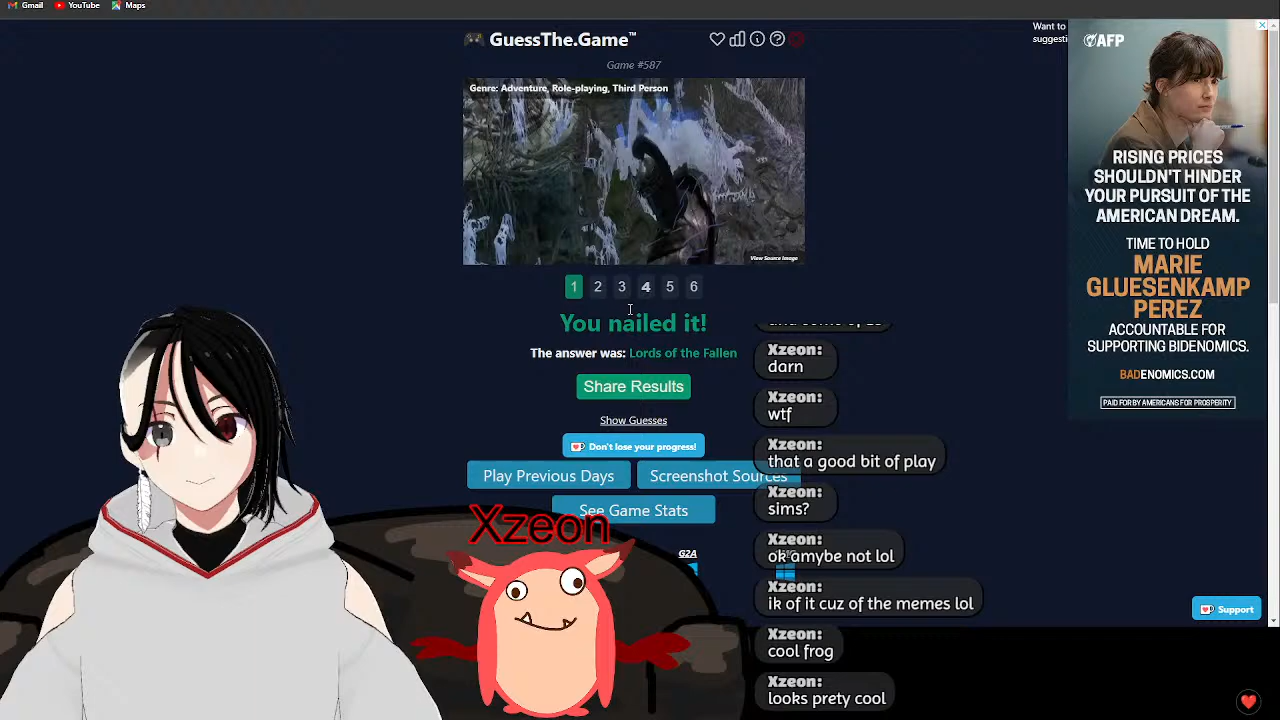 Gmail
YouTube
Maps
GuessThe.Game™
Game #587
Want to
suggesti
Genre: Adventure, Role-playing, Third Person
View Source Image
1 2 3 4 5 6
You nailed it!
The answer was: Lords of the Fallen
Share Results
Show Guesses
Don't lose your progress!
Play Previous Days
Screenshot Sources
See Game Stats
G2A
Xzeon
Xzeon:
darn
Xzeon:
wtf
Xzeon:
that a good bit of play
Xzeon:
sims?
Xzeon:
ok amybe not lol
Xzeon:
ik of it cuz of the memes lol
Xzeon:
cool frog
Xzeon:
looks prety cool
AFP
RISING PRICES
SHOULDN'T HINDER
YOUR PURSUIT OF THE
AMERICAN DREAM.
TIME TO HOLD
MARIE
GLUESENKAMP
PEREZ
ACCOUNTABLE FOR
SUPPORTING BIDENOMICS.
BADENOMICS.COM
PAID FOR BY AMERICANS FOR PROSPERITY
Support